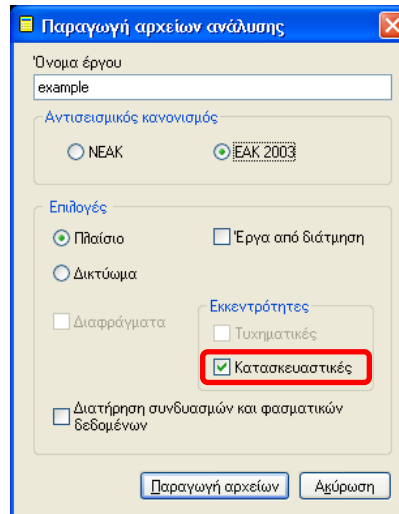 Παραγωγή αρχείων ανάλυσης
Όνομα έργου
example
Αντισεισμικός κανονισμός
ΝΕΑΚ
ΕΑΚ 2003
Επιλογές
Πλαίσιο
Έργα από διάτμηση
Δικτύωμα
Εκκεντρότητες
Διαφράγματα
Τυχηματικές
Κατασκευαστικές
Διατήρηση συνδυασμών και φασματικών
δεδομένων
Παραγωγή αρχείων
Ακύρωση